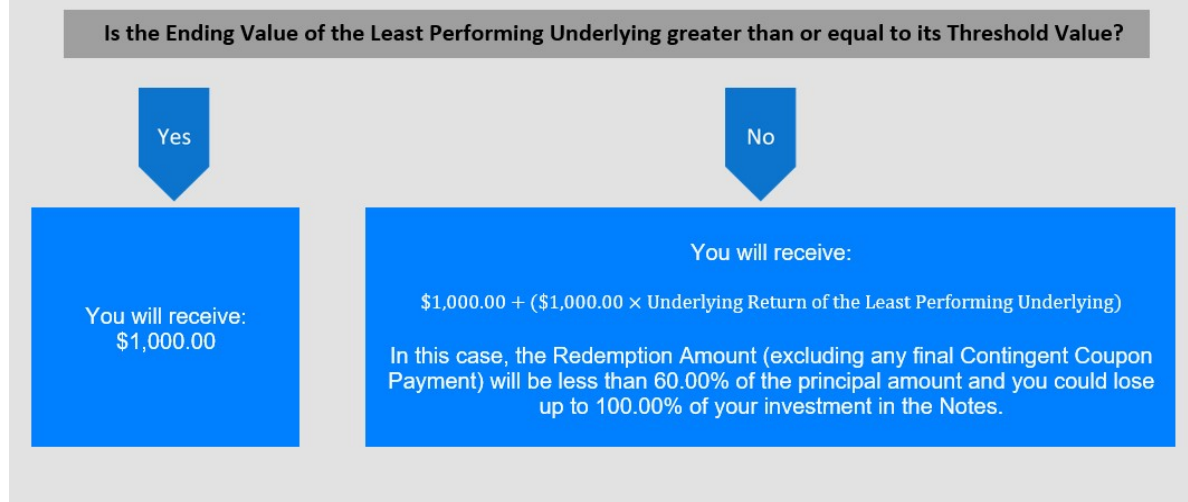 Is the Ending Value of the Least Performing Underlying greater than or equal to its Threshold Value?
Yes
No
You will receive:
$1,000.00
You will receive:
$1,000.00 + ($1,000.00 × Underlying Return of the Least Performing Underlying)
In this case, the Redemption Amount (excluding any final Contingent Coupon
Payment) will be less than 60.00% of the principal amount and you could lose
up to 100.00% of your investment in the Notes.